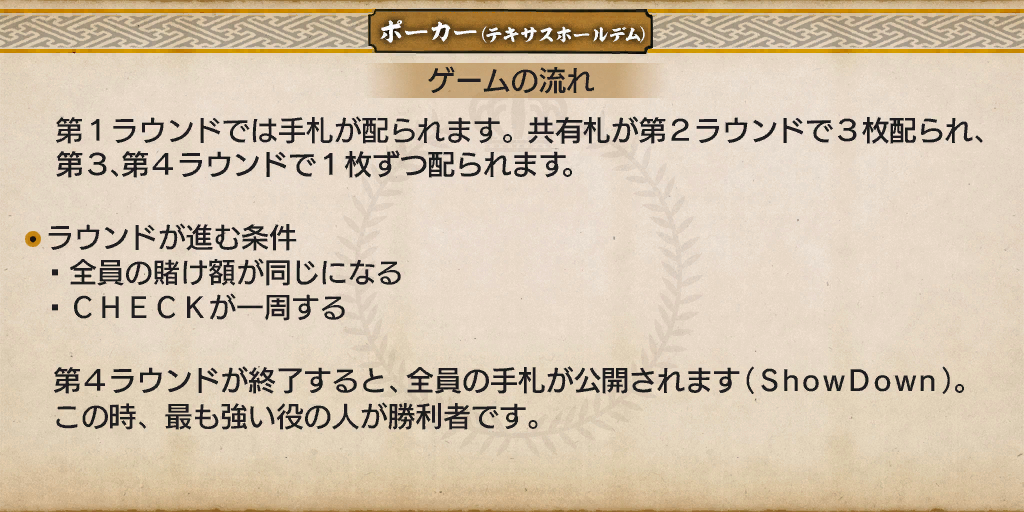 ポーカー(テキサスホールデム)
ゲームの流れ
第１ラウンドでは手札が配られます。共有札が第２ラウンドで３枚配られ、
第３、第４ラウンドで１枚ずつ配られます。
ラウンドが進む条件
・全員の賭け額が同じになる
・ＣＨＥＣＫが一周する
第４ラウンドが終了すると、全員の手札が公開されます（ＳｈｏｗＤｏｗｎ）。
この時、最も強い役の人が勝利者です。